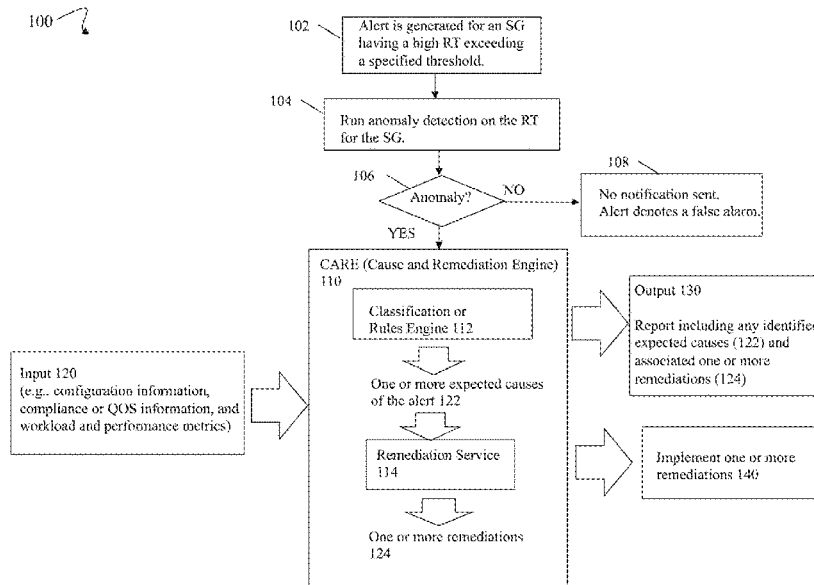 100
102
Alert is generated for an SG
having a high RT exceeding
a specified threshold.
104
Run anomaly detection on the RT
for the SG.
106
Anomaly?
NO
108
No notification sent.
Alert denotes a false alarm.
YES
CARE (Cause and Remediation Engine)
110
Classification or
Rules Engine 112
One or more expected causes
of the alert 122
Remediation Service
114
One or more remediations
124
Input 120
(e.g., configuration information,
compliance or QOS information, and
workload and performance metrics)
Output 130
Report including any identified
expected causes (122) and
associated one or more
remediations (124)
Implement one or more
remediations 140